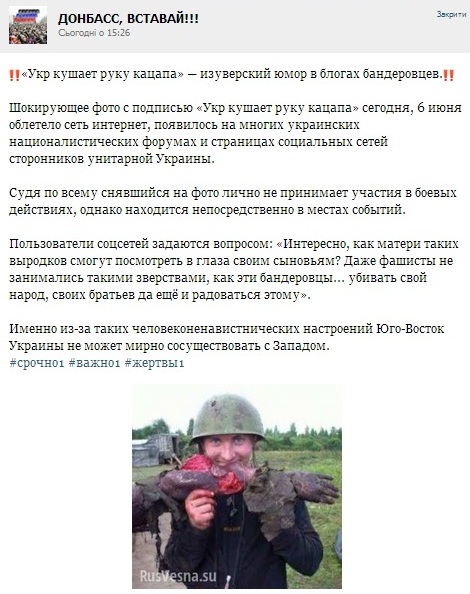 ДОНБАСС, ВСТАВАЙ!!!
Закрити
Сьогодні о 15:26
‼«Укр кушает руку кацапа» — изуверский юмор в блогах бандеровцев.‼
Шокирующее фото с подписью «Укр кушает руку кацапа» сегодня, 6 июня
облетело сеть интернет, появилось на многих украинских
националистических форумах и страницах социальных сетей
сторонников унитарной Украины.
Судя по всему снявшийся на фото лично не принимает участия в боевых
действиях, однако находится непосредственно в местах событий.
Пользователи соцсетей задаются вопросом: «Интересно, как матери таких
выродков смогут посмотреть в глаза своим сыновьям? Даже фашисты не
занимались такими зверствами, как эти бандеровцы... убивать свой
народ, своих братьев да ещё и радоваться этому».
Именно из-за таких человеконенавистнических настроений Юго-Восток
Украины не может мирно сосуществовать с Западом.
#срочно1 #важно1 #жертвы1
RusVesna.su